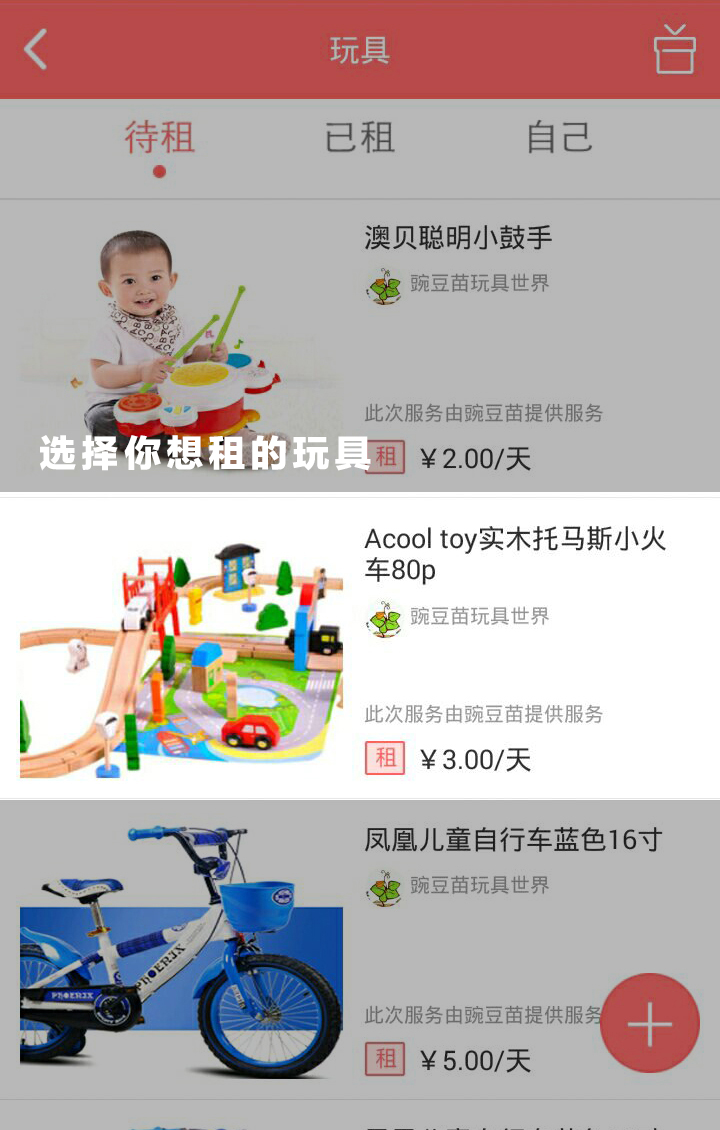 玩具
待租
已租
自己
澳贝聪明小鼓手
豌豆苗玩具世界
此次服务由豌豆苗提供服务
选择你想租的玩具
租 ￥2.00/天
Acool toy实木托马斯小火
车80p
豌豆苗玩具世界
此次服务由豌豆苗提供服务
租 ￥3.00/天
凤凰儿童自行车蓝色16寸
豌豆苗玩具世界
PHOENIX
PHOENIX
此次服务由豌豆苗提供服务
租 ￥5.00/天